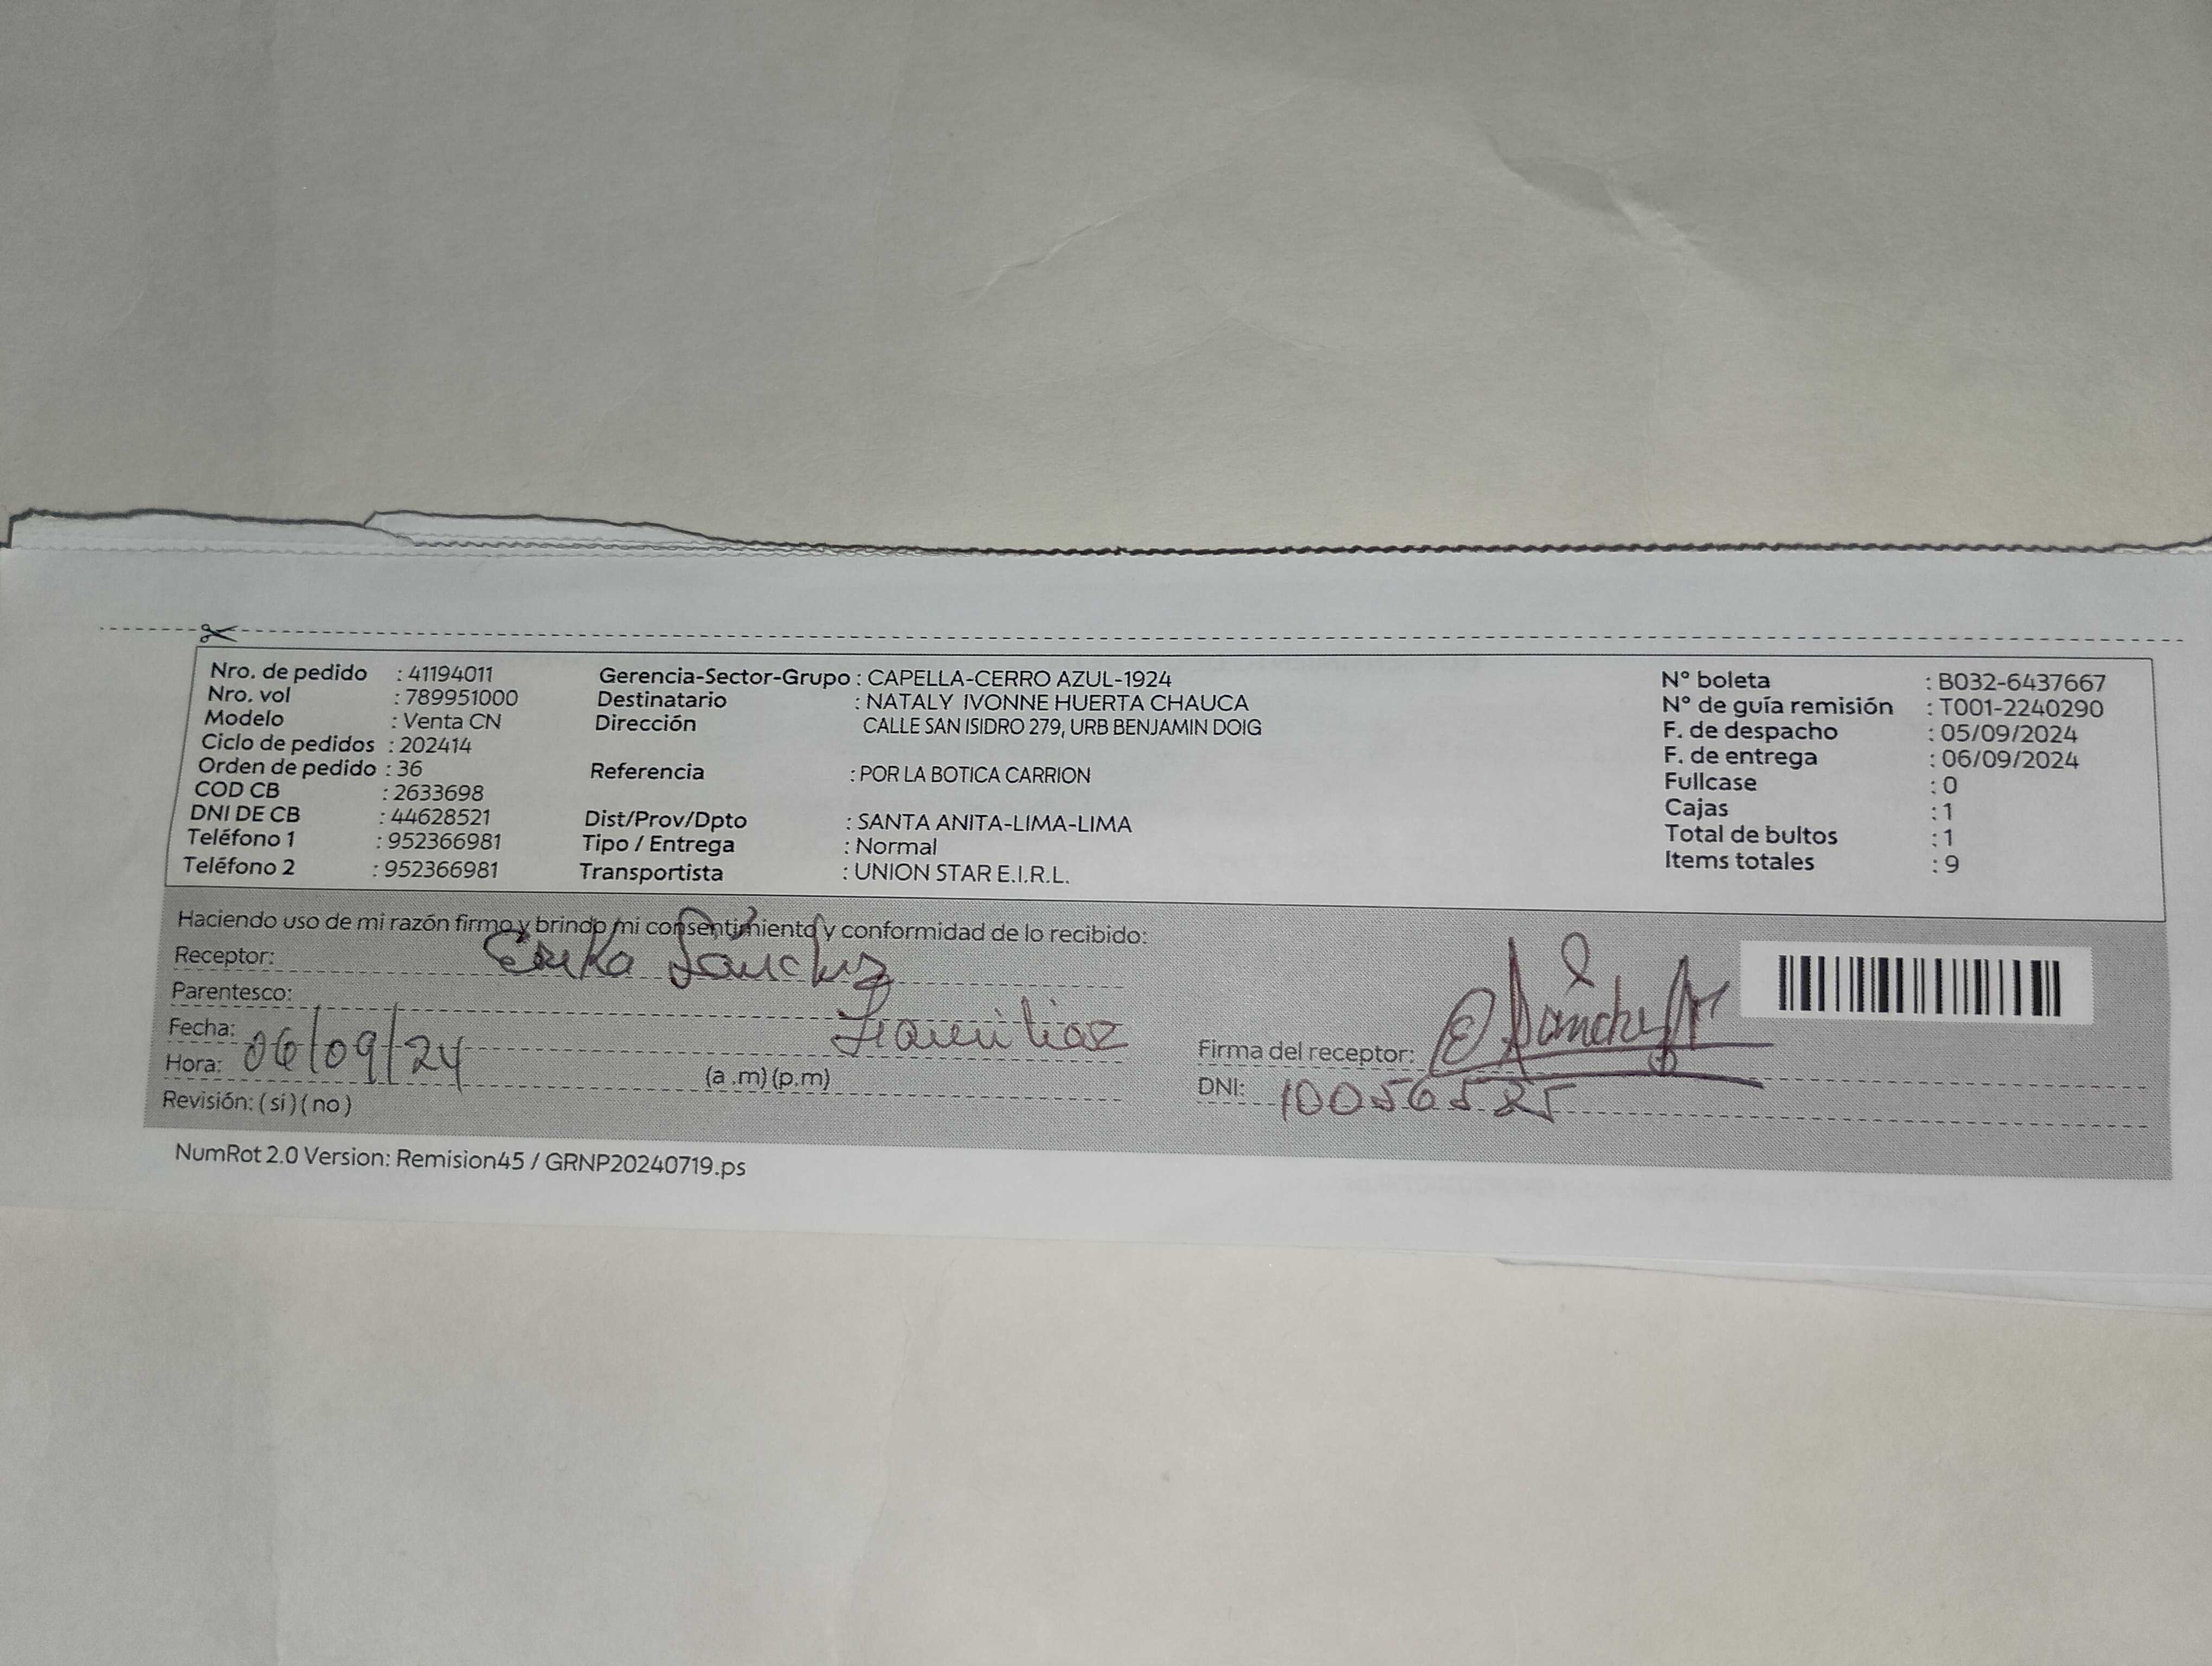 Nro. de pedido : 41194011
Nro. vol : 789951000
Modelo : Venta CN
Ciclo de pedidos : 202414
Orden de pedido : 36
COD CB : 2633698
DNI DE CB : 44628521
Teléfono 1 : 952366981
Teléfono 2 : 952366981
Gerencia-Sector-Grupo : CAPELLA-CERRO AZUL-1924
Destinatario : NATALY IVONNE HUERTA CHAUCA
Dirección CALLE SAN ISIDRO 279, URB BENJAMIN DOIG
Referencia : POR LA BOTICA CARRION
Dist/Prov/Dpto : SANTA ANITA-LIMA-LIMA
Tipo / Entrega : Normal
Transportista : UNION STAR E.I.R.L.
N° boleta : B032-6437667
N° de guía remisión : T001-2240290
F. de despacho : 05/09/2024
F. de entrega : 06/09/2024
Fullcase : 0
Cajas : 1
Total de bultos : 1
Items totales : 9
Haciendo uso de mi razón firmo y brindo mi consentimiento y conformidad de lo recibido:
Receptor: Erika Sánchez
Parentesco:
Fecha: 06/09/24
Hora: (a .m) (p.m)
Revisión: ( si ) ( no )
Firma del receptor: Sánchez
DNI: 10056525
NumRot 2.0 Version: Remision45 / GRNP20240719.ps